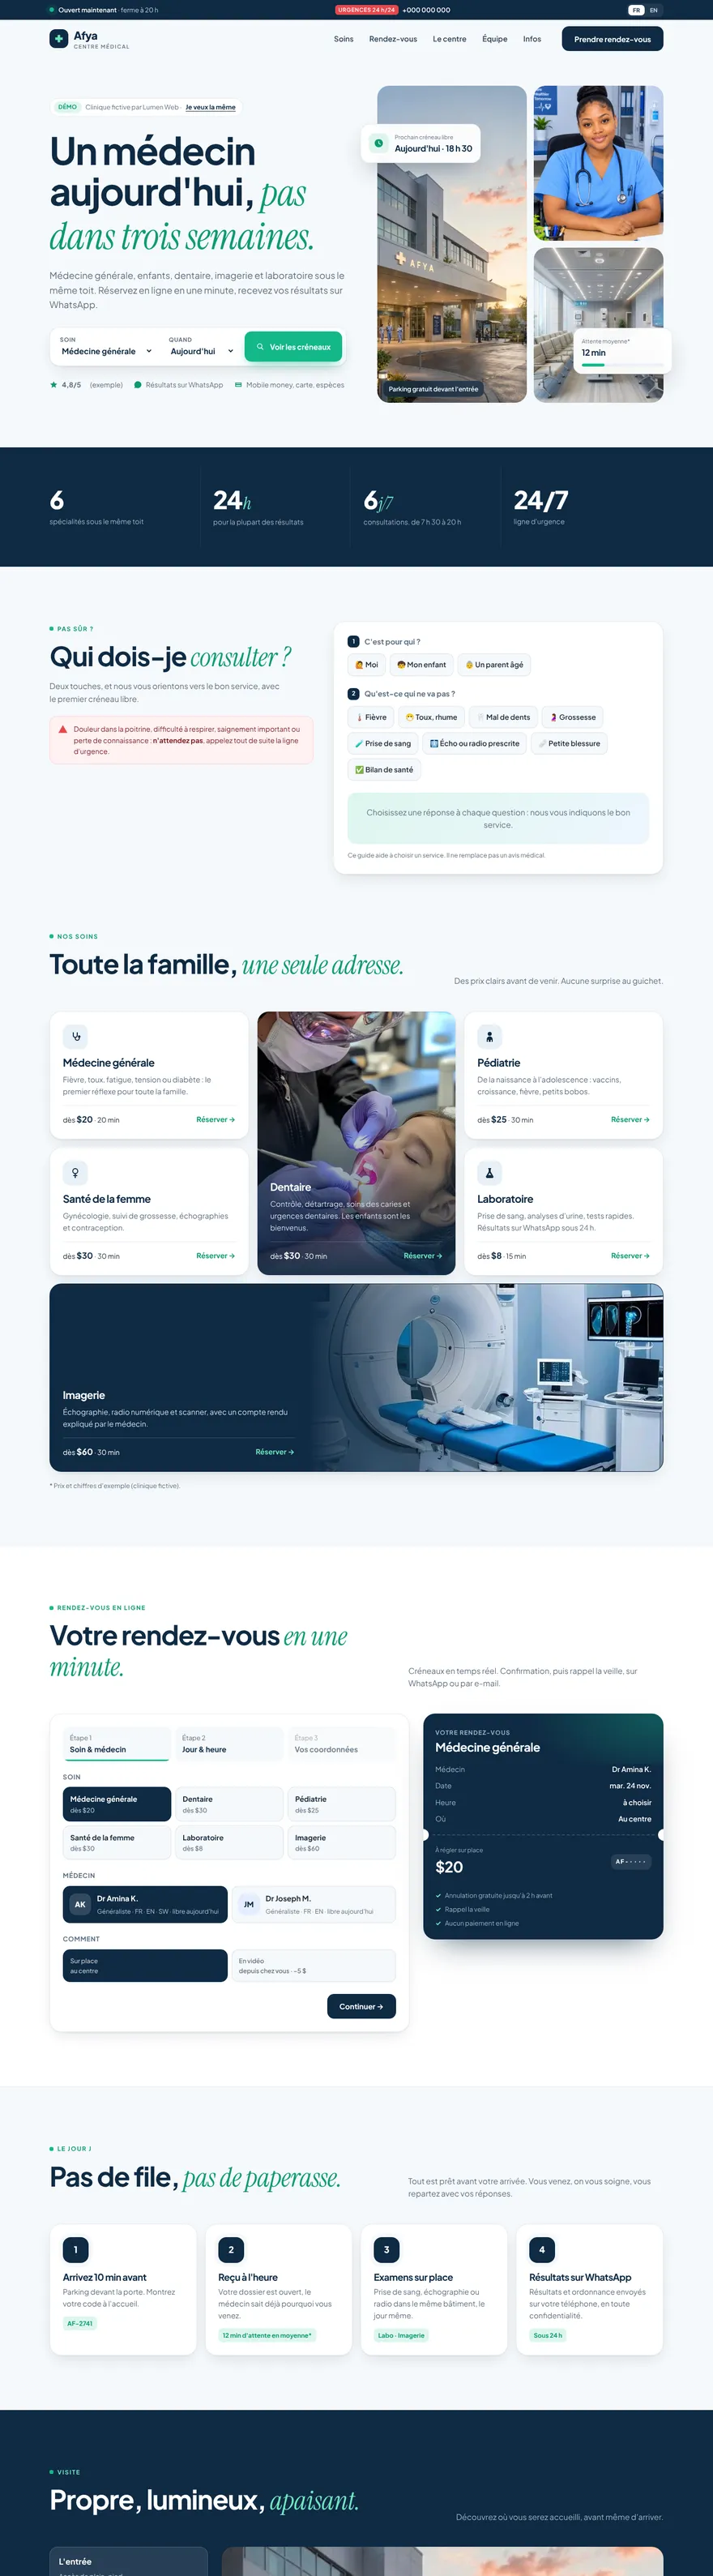 Ouvert maintenant · ferme à 20 h
URGENCES 24 h/24 +000 000 000
FR EN
Afya
CENTRE MÉDICAL
Soins Rendez-vous Le centre Équipe Infos Prendre rendez-vous
DÉMO Clinique fictive par Lumen Web · Je veux la même
Un médecin
aujourd'hui, pas
dans trois semaines.
Médecine générale, enfants, dentaire, imagerie et laboratoire sous le
même toit. Réservez en ligne en une minute, recevez vos résultats sur
WhatsApp.
SOIN
Médecine générale
QUAND
Aujourd'hui
Voir les créneaux
4,8/5 (exemple) Résultats sur WhatsApp Mobile money, carte, espèces
Prochain créneau libre
Aujourd'hui · 18 h 30
AFYA
Parking gratuit devant l'entrée
Attente moyenne*
12 min
6
spécialités sous le même toit
24h
pour la plupart des résultats
6j/7
consultations, de 7 h 30 à 20 h
24/7
ligne d'urgence
PAS SÛR ?
Qui dois-je consulter ?
Deux touches, et nous vous orientons vers le bon service, avec
le premier créneau libre.
Douleur dans la poitrine, difficulté à respirer, saignement important ou
perte de connaissance : n'attendez pas, appelez tout de suite la ligne
d'urgence.
1 C'est pour qui ?
Moi Mon enfant Un parent âgé
2 Qu'est-ce qui ne va pas ?
Fièvre Toux, rhume Mal de dents Grossesse
Prise de sang Écho ou radio prescrite Petite blessure
Bilan de santé
Choisissez une réponse à chaque question : nous vous indiquons le bon
service.
Ce guide aide à choisir un service. Il ne remplace pas un avis médical.
NOS SOINS
Toute la famille, une seule adresse.
Des prix clairs avant de venir. Aucune surprise au guichet.
Médecine générale
Fièvre, toux, fatigue, tension ou diabète : le
premier réflexe pour toute la famille.
dès $20 · 20 min Réserver →
Dentaire
Contrôle, détartrage, soins des caries et
urgences dentaires. Les enfants sont les
bienvenus.
dès $30 · 30 min Réserver →
Pédiatrie
De la naissance à l'adolescence : vaccins,
croissance, fièvre, petits bobos.
dès $25 · 30 min Réserver →
Santé de la femme
Gynécologie, suivi de grossesse, échographies
et contraception.
dès $30 · 30 min Réserver →
Laboratoire
Prise de sang, analyses d'urine, tests rapides.
Résultats sur WhatsApp sous 24 h.
dès $8 · 15 min Réserver →
Imagerie
Échographie, radio numérique et scanner, avec un compte rendu
expliqué par le médecin.
dès $60 · 30 min Réserver →
* Prix et chiffres d'exemple (clinique fictive).
RENDEZ-VOUS EN LIGNE
Votre rendez-vous en une
minute.
Créneaux en temps réel. Confirmation, puis rappel la veille, sur
WhatsApp ou par e-mail.
Étape 1
Soin & médecin
Étape 2
Jour & heure
Étape 3
Vos coordonnées
SOIN
Médecine générale
dès $20
Dentaire
dès $30
Pédiatrie
dès $25
Santé de la femme
dès $30
Laboratoire
dès $8
Imagerie
dès $60
MÉDECIN
AK
Dr Amina K.
Généraliste · FR · EN · SW · libre aujourd'hui
JM
Dr Joseph M.
Généraliste · FR · EN · libre aujourd'hui
COMMENT
Sur place
au centre
En vidéo
depuis chez vous · −5 $
Continuer →
VOTRE RENDEZ-VOUS
Médecine générale
Médecin Dr Amina K.
Date mar. 24 nov.
Heure à choisir
Où Au centre
À régler sur place
$20
AF-····
Annulation gratuite jusqu'à 2 h avant
Rappel la veille
Aucun paiement en ligne
LE JOUR J
Pas de file, pas de paperasse.
Tout est prêt avant votre arrivée. Vous venez, on vous soigne, vous
repartez avec vos réponses.
1
Arrivez 10 min avant
Parking devant la porte. Montrez
votre code à l'accueil.
AF-2741
2
Reçu à l'heure
Votre dossier est ouvert, le
médecin sait déjà pourquoi vous
venez.
12 min d'attente en moyenne*
3
Examens sur place
Prise de sang, échographie ou
radio dans le même bâtiment, le
jour même.
Labo · Imagerie
4
Résultats sur WhatsApp
Résultats et ordonnance envoyés
sur votre téléphone, en toute
confidentialité.
Sous 24 h
VISITE
Propre, lumineux, apaisant.
Découvrez où vous serez accueilli, avant même d'arriver.
L'entrée